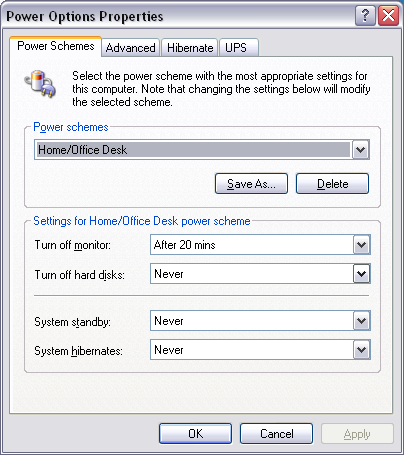 Power Options Properties
Power Schemes Advanced Hibernate UPS
Select the power scheme with the most appropriate settings for
this computer. Note that changing the settings below will modify
the selected scheme.
Power schemes
Home/Office Desk
Save As... Delete
Settings for Home/Office Desk power scheme
Turn off monitor: After 20 mins
Turn off hard disks: Never
System standby: Never
System hibernates: Never
OK Cancel Apply